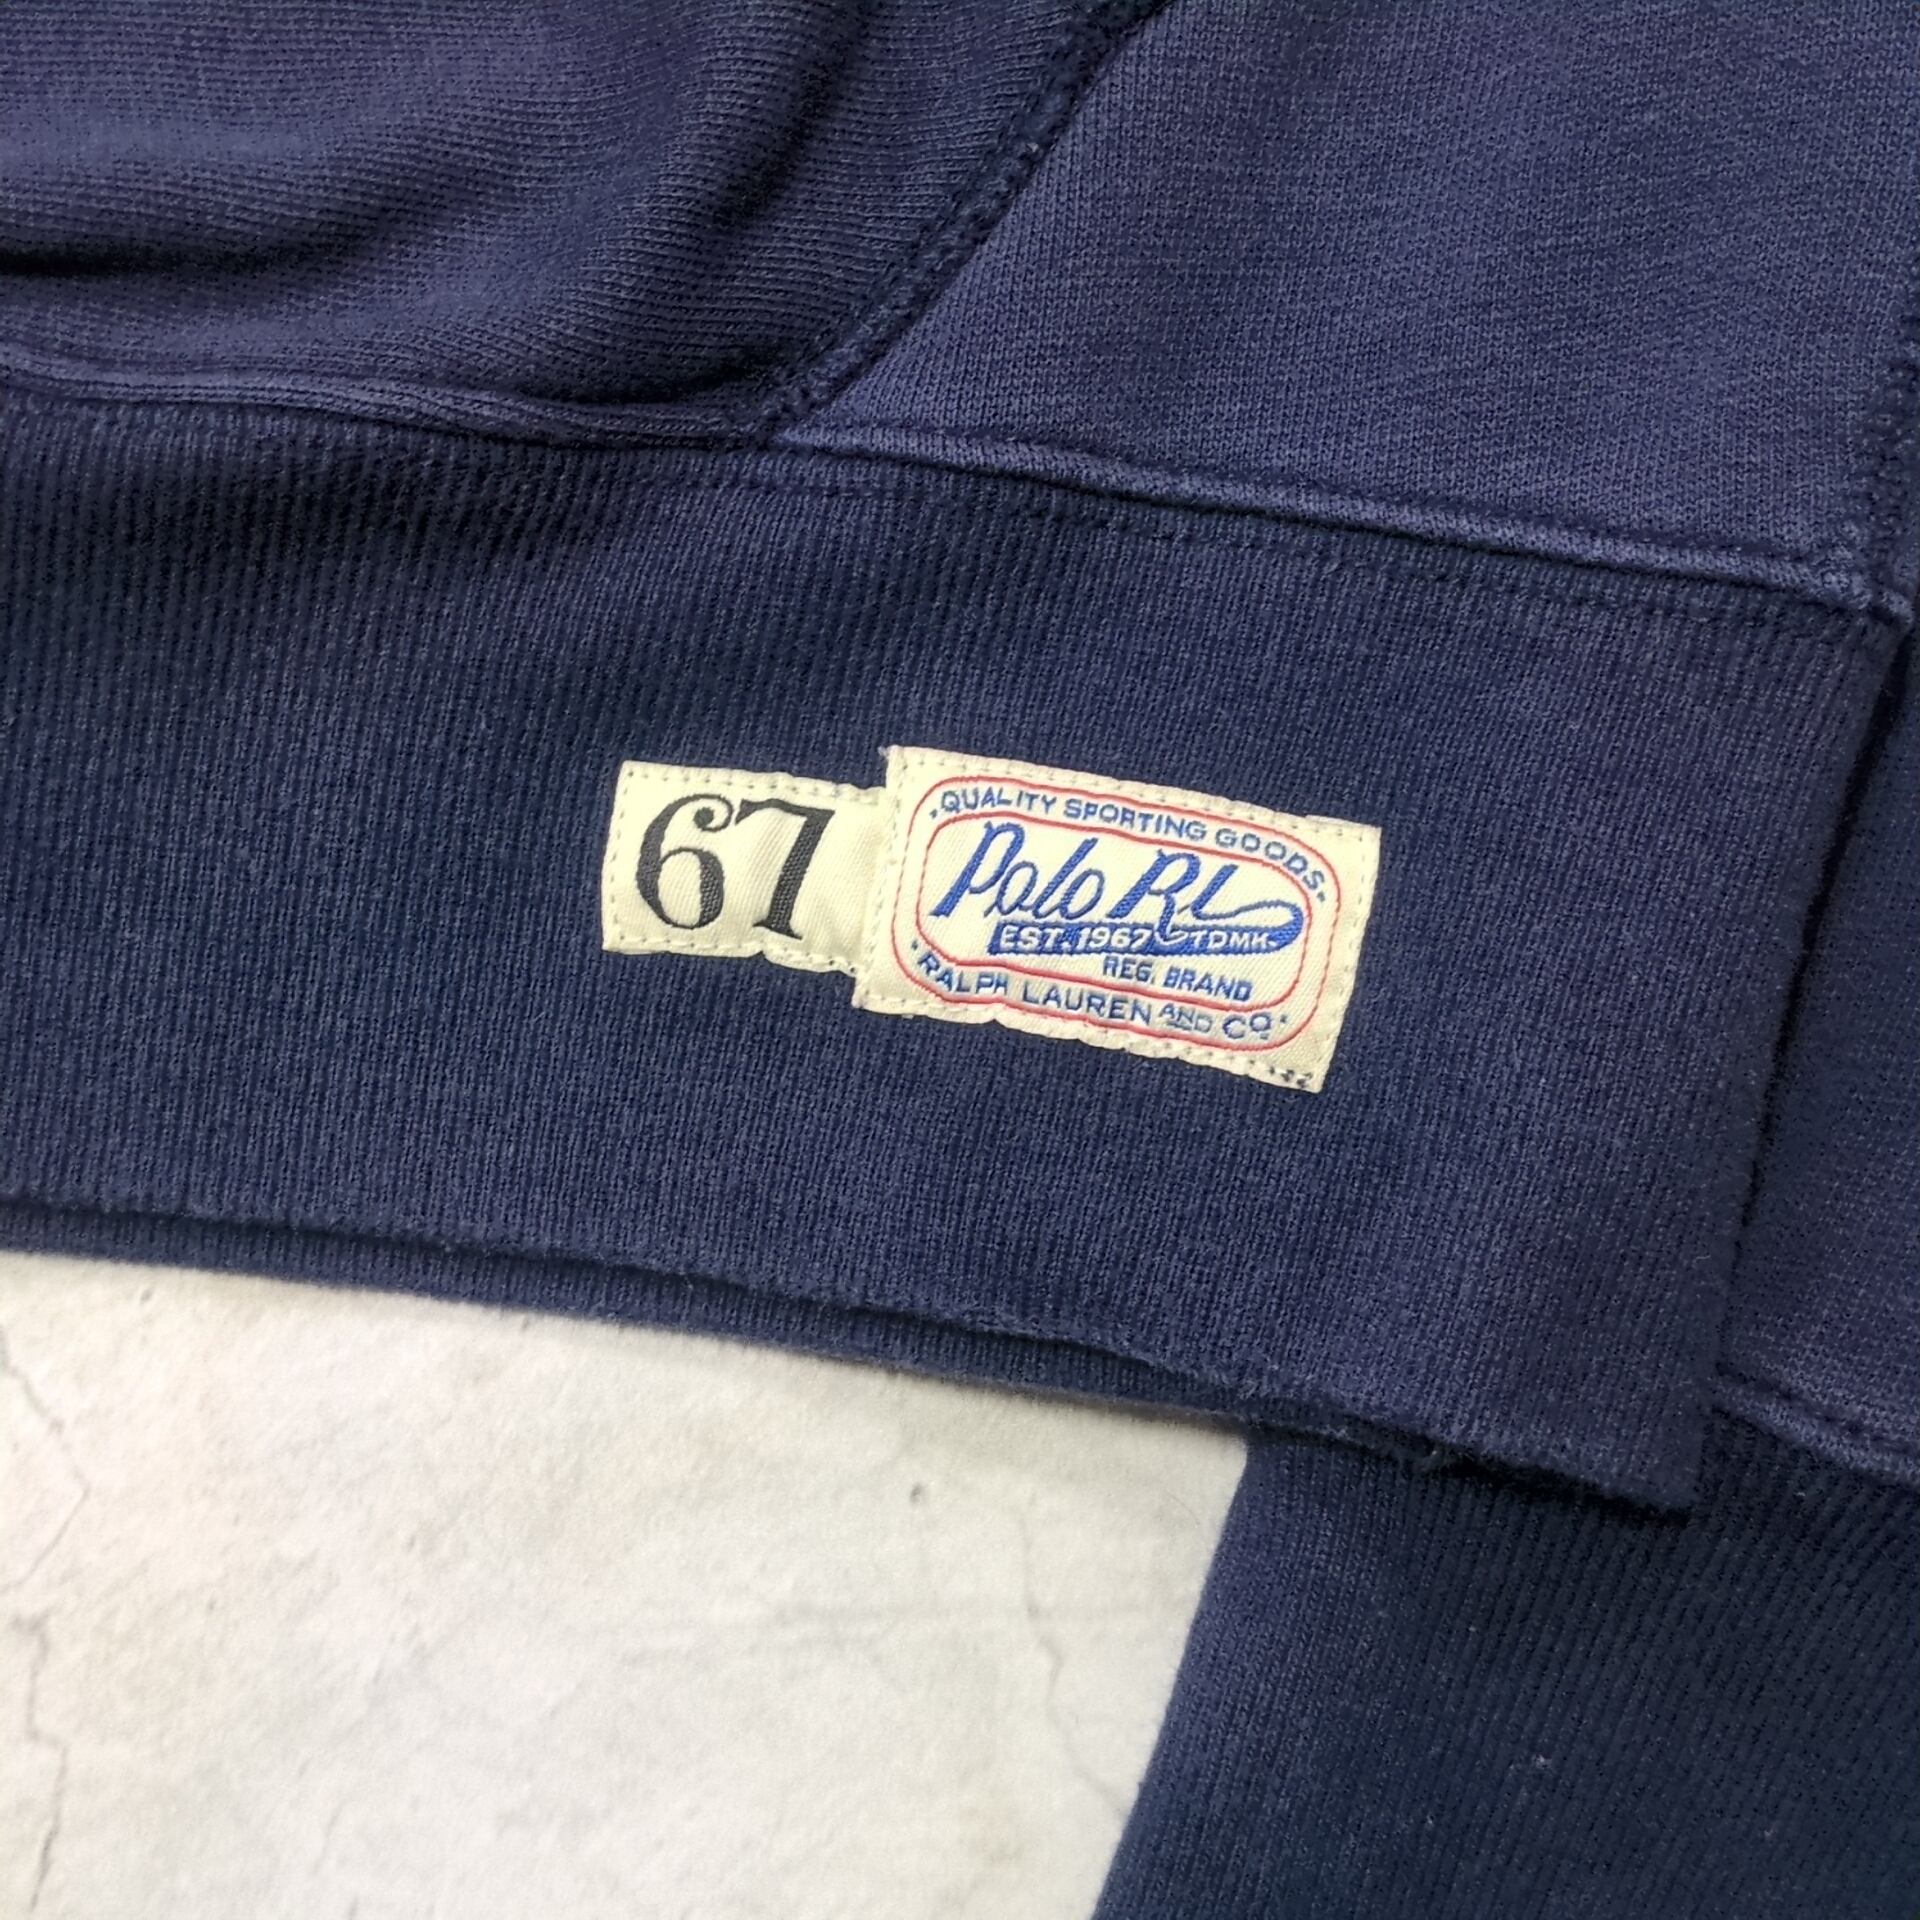 67
·QUALITY SPORTING GOODS·
Polo RL
EST. 1967 TDMK.
REG. BRAND
·RALPH LAUREN AND CO.·